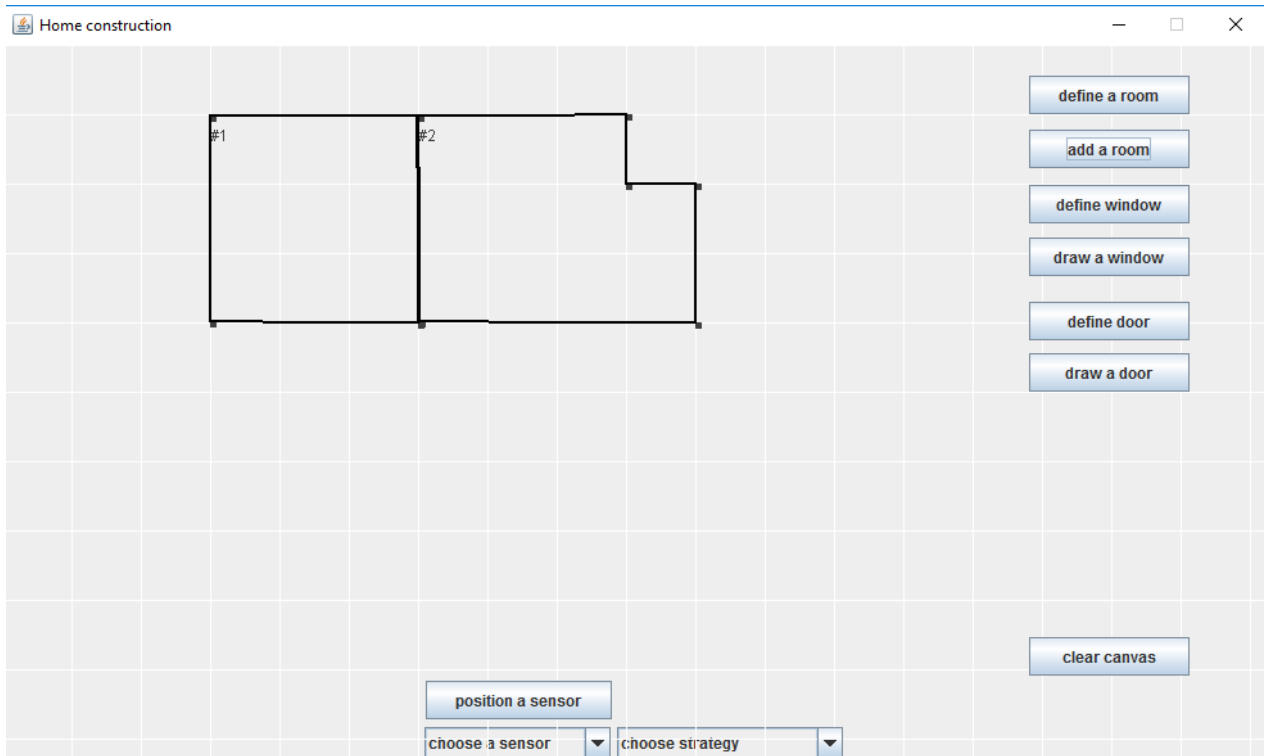 Home construction
define a room
#1 #2
add a room
define window
draw a window
define door
draw a door
clear canvas
position a sensor
choose a sensor choose strategy